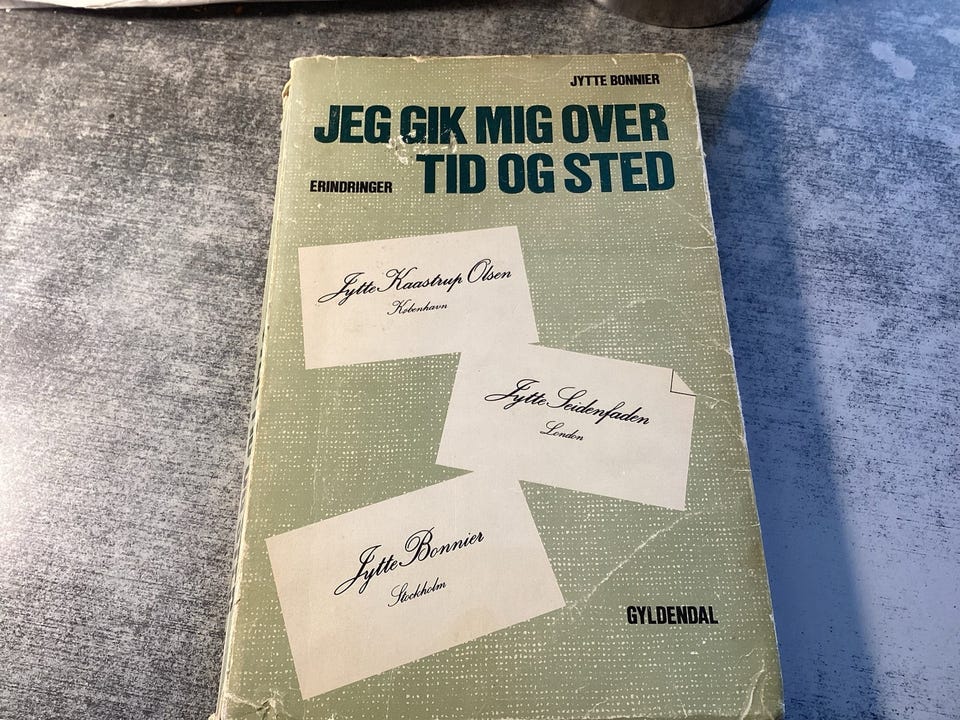 JYTTE BONNIER
JEG GIK MIG OVER
TID OG STED
ERINDRINGER
Jytte Kaastrup Olsen
København
Jytte Seidenfaden
London
Jytte Bonnier
Stockholm
GYLDENDAL